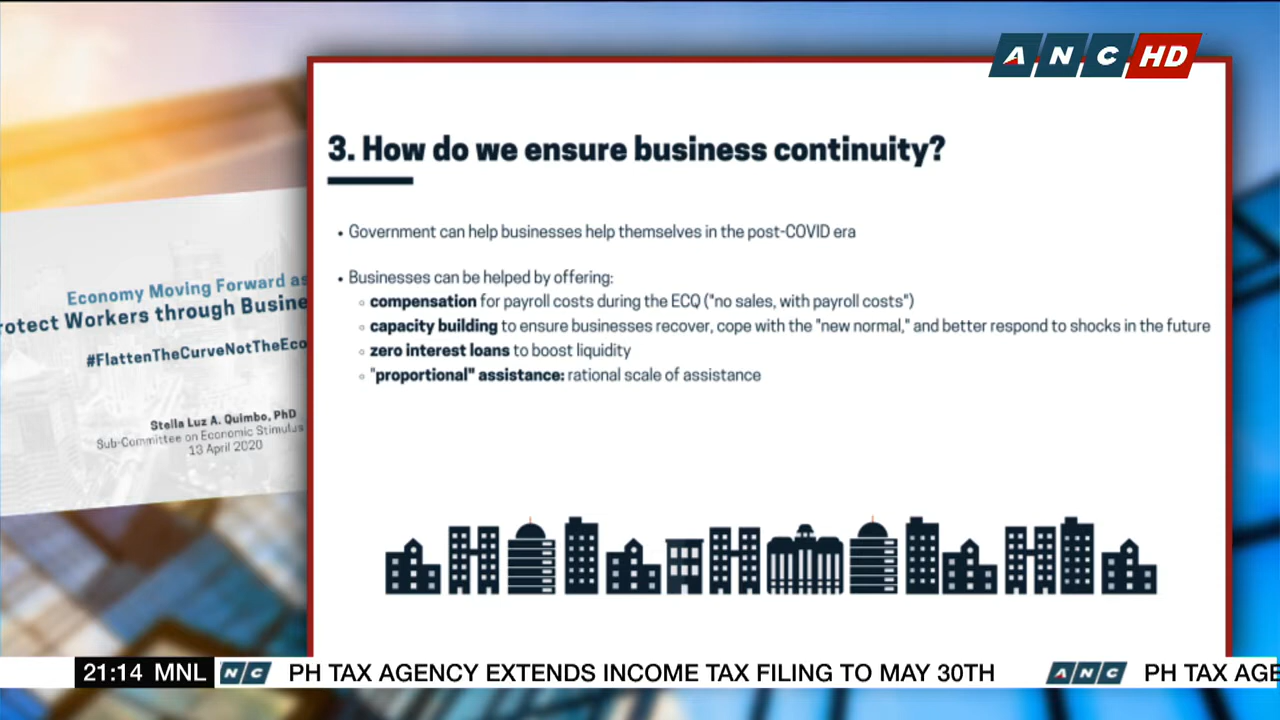 ANC HD
3. How do we ensure business continuity?
• Government can help businesses help themselves in the post-COVID era
• Businesses can be helped by offering:
◦ compensation for payroll costs during the ECQ ("no sales, with payroll costs")
◦ capacity building to ensure businesses recover, cope with the "new normal," and better respond to shocks in the future
◦ zero interest loans to boost liquidity
◦ "proportional" assistance: rational scale of assistance
Economy Moving Forward as
rotect Workers through Busine
#FlattenTheCurveNotTheEco
Stella Luz A. Quimbo, PhD
Sub-Committee on Economic Stimulus
13 April 2020
21:14 MNL NC PH TAX AGENCY EXTENDS INCOME TAX FILING TO MAY 30TH ANC PH TAX AGE